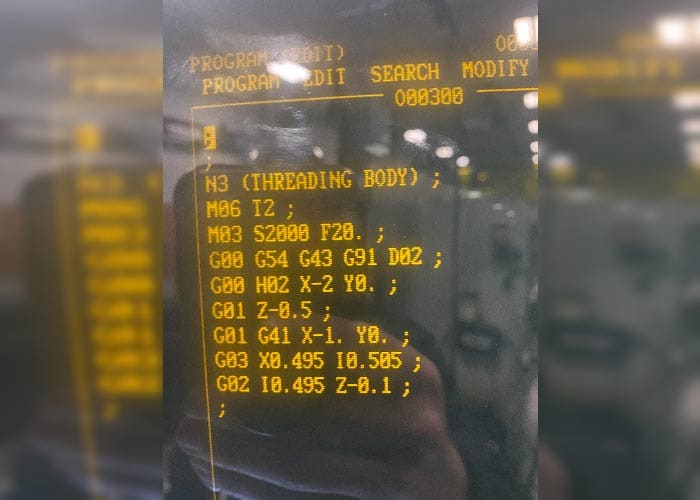 PROGRAM (EDIT)
PROGRAM EDIT SEARCH MODIFY
O00300
;
;
N3 (THREADING BODY) ;
M06 T2 ;
M03 S2000 F20. ;
G00 G54 G43 G91 D02 ;
G00 H02 X-2 Y0. ;
G01 Z-0.5 ;
G01 G41 X-1. Y0. ;
G03 X0.495 I0.505 ;
G02 I0.495 Z-0.1 ;
;